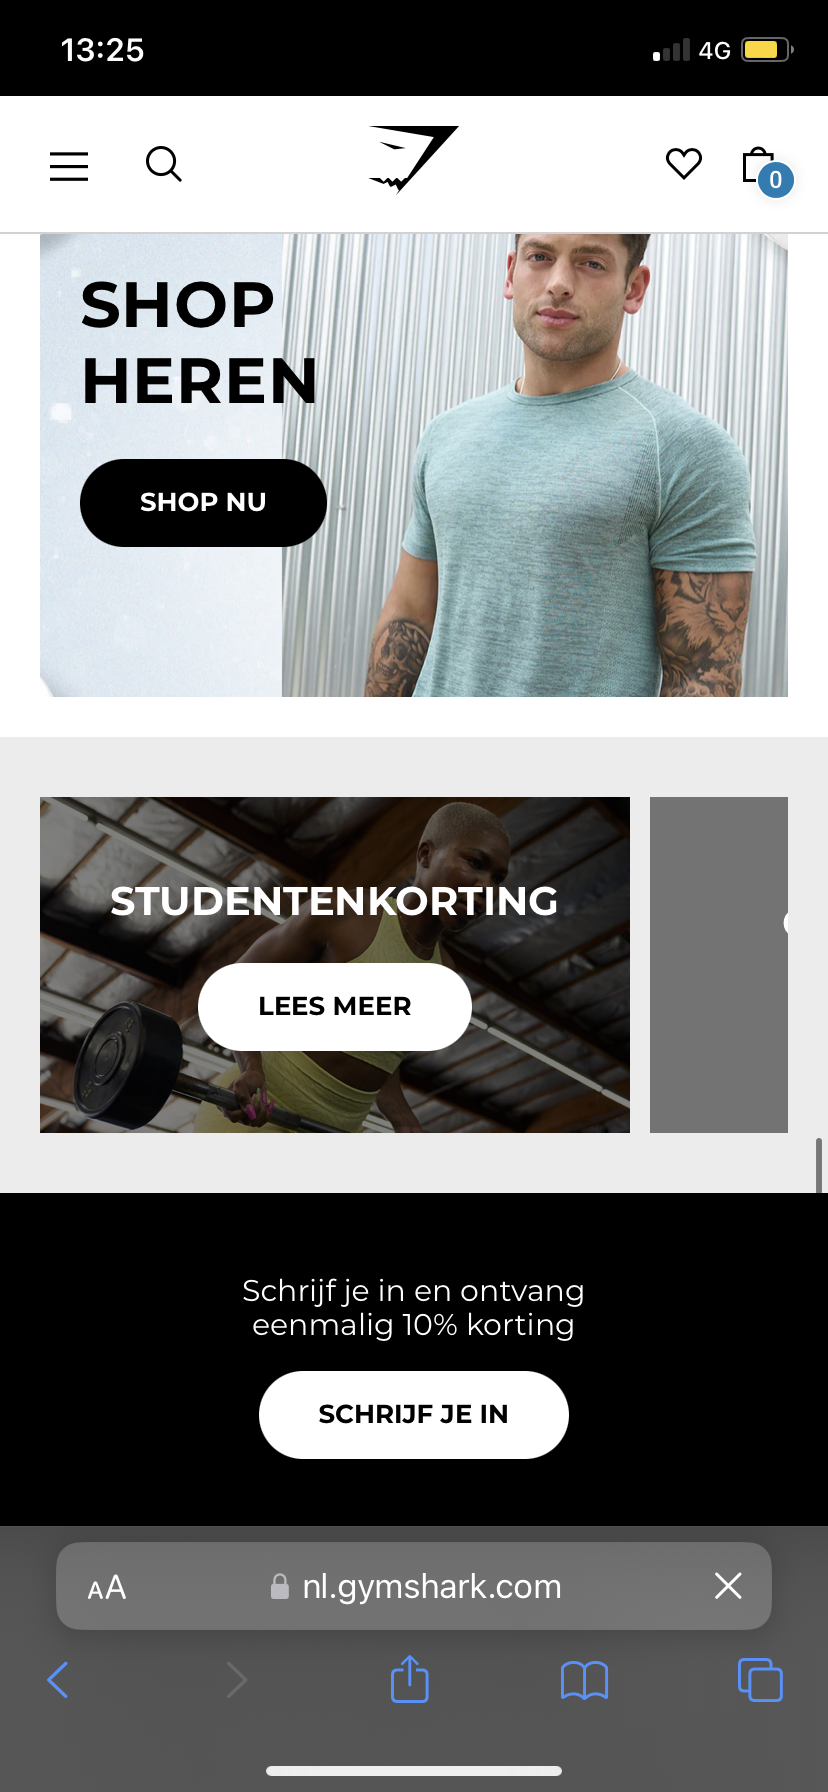 13:25
4G
0
SHOP
HEREN
SHOP NU
STUDENTENKORTING
LEES MEER
Schrijf je in en ontvang
eenmalig 10% korting
SCHRIJF JE IN
AA
nl.gymshark.com